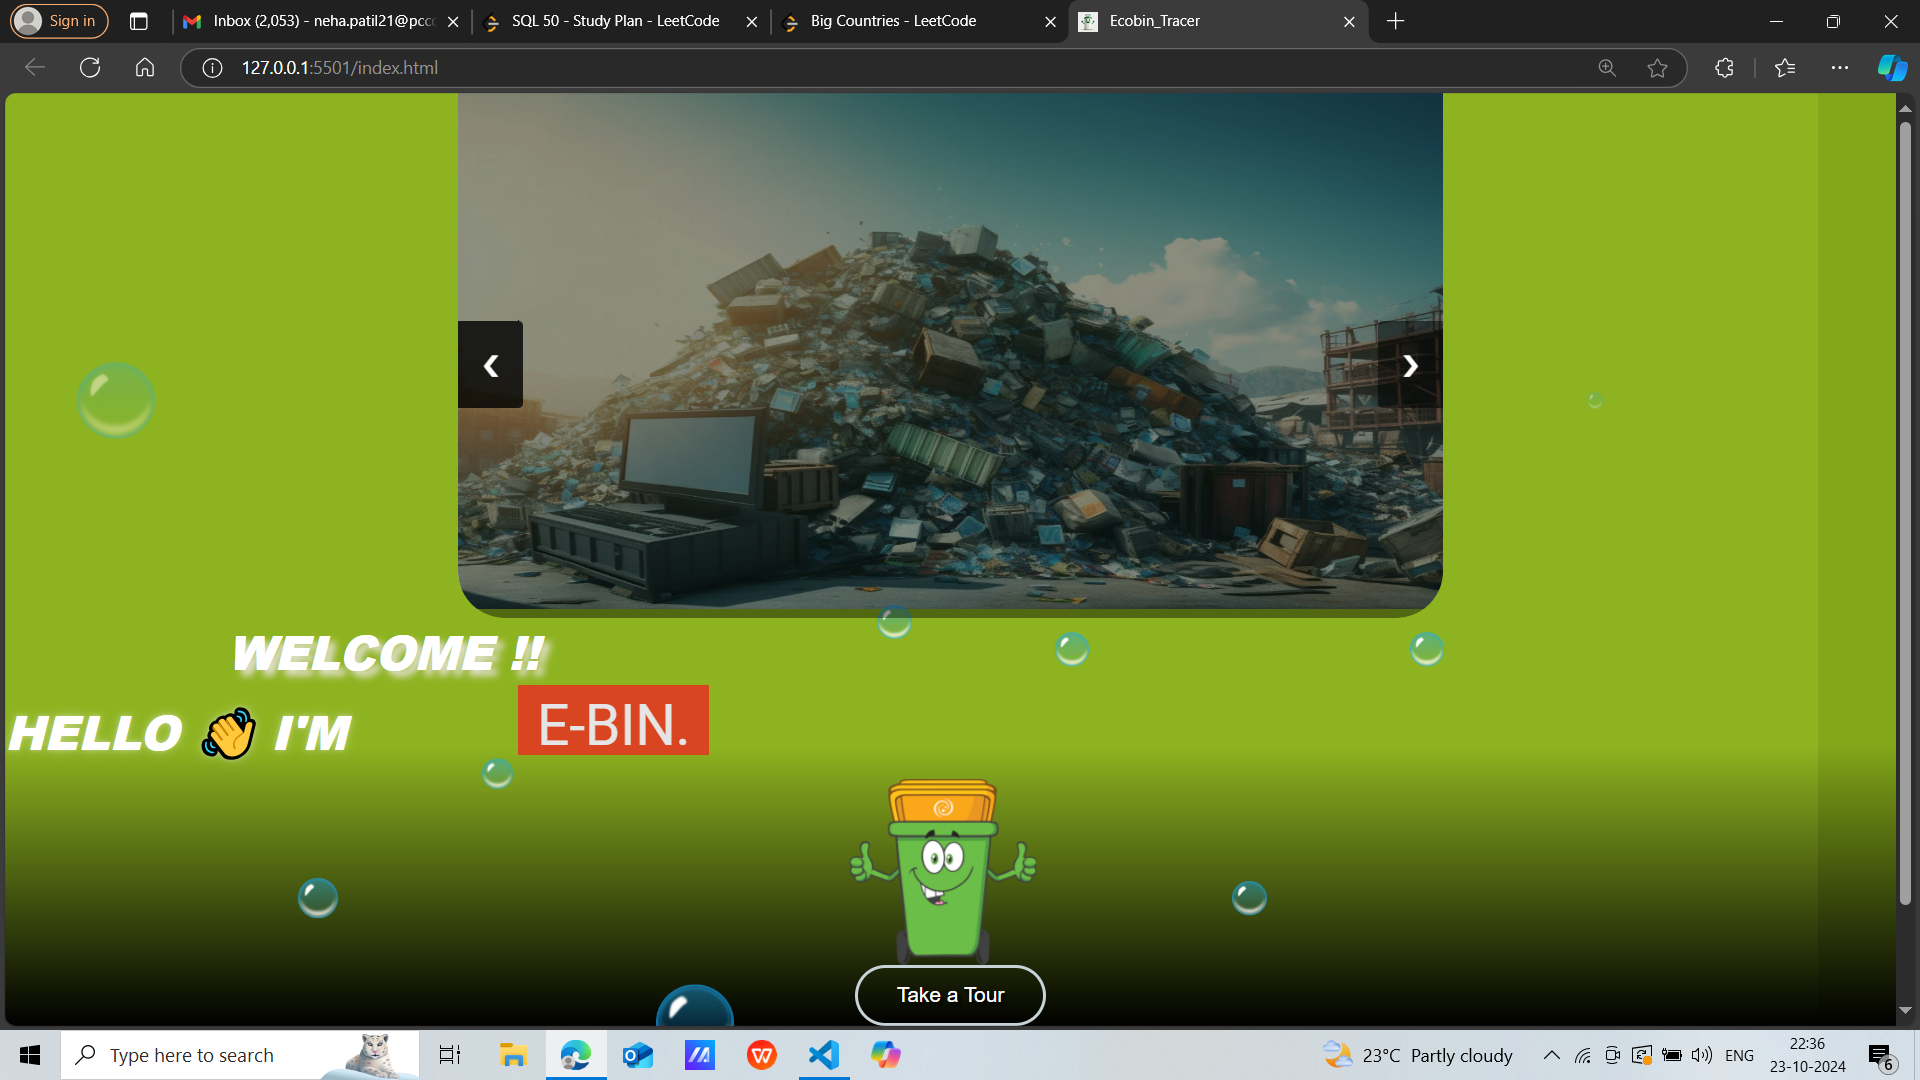 Sign in
Inbox (2,053) - neha.patil21@pcco
SQL 50 - Study Plan - LeetCode
Big Countries - LeetCode
Ecobin_Tracer
127.0.0.1:5501/index.html
❮
❯
WELCOME !!
HELLO 👋 I'M
E-BIN.
Take a Tour
Type here to search
23°C Partly cloudy
ENG
22:36
23-10-2024
6